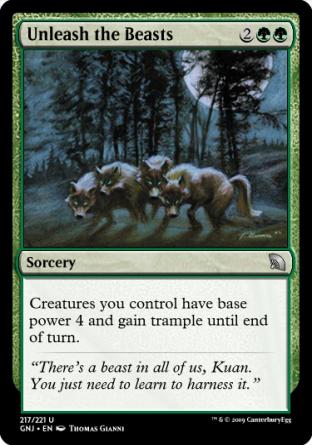 Unleash the Beasts 2
Sorcery
Creatures you control have base
power 4 and gain trample until end
of turn.
“There's a beast in all of us, Kuan.
You just need to learn to harness it.”
217/221 U
GNJ • EN Thomas Gianni ™ & © 2019 CanterburyEgg